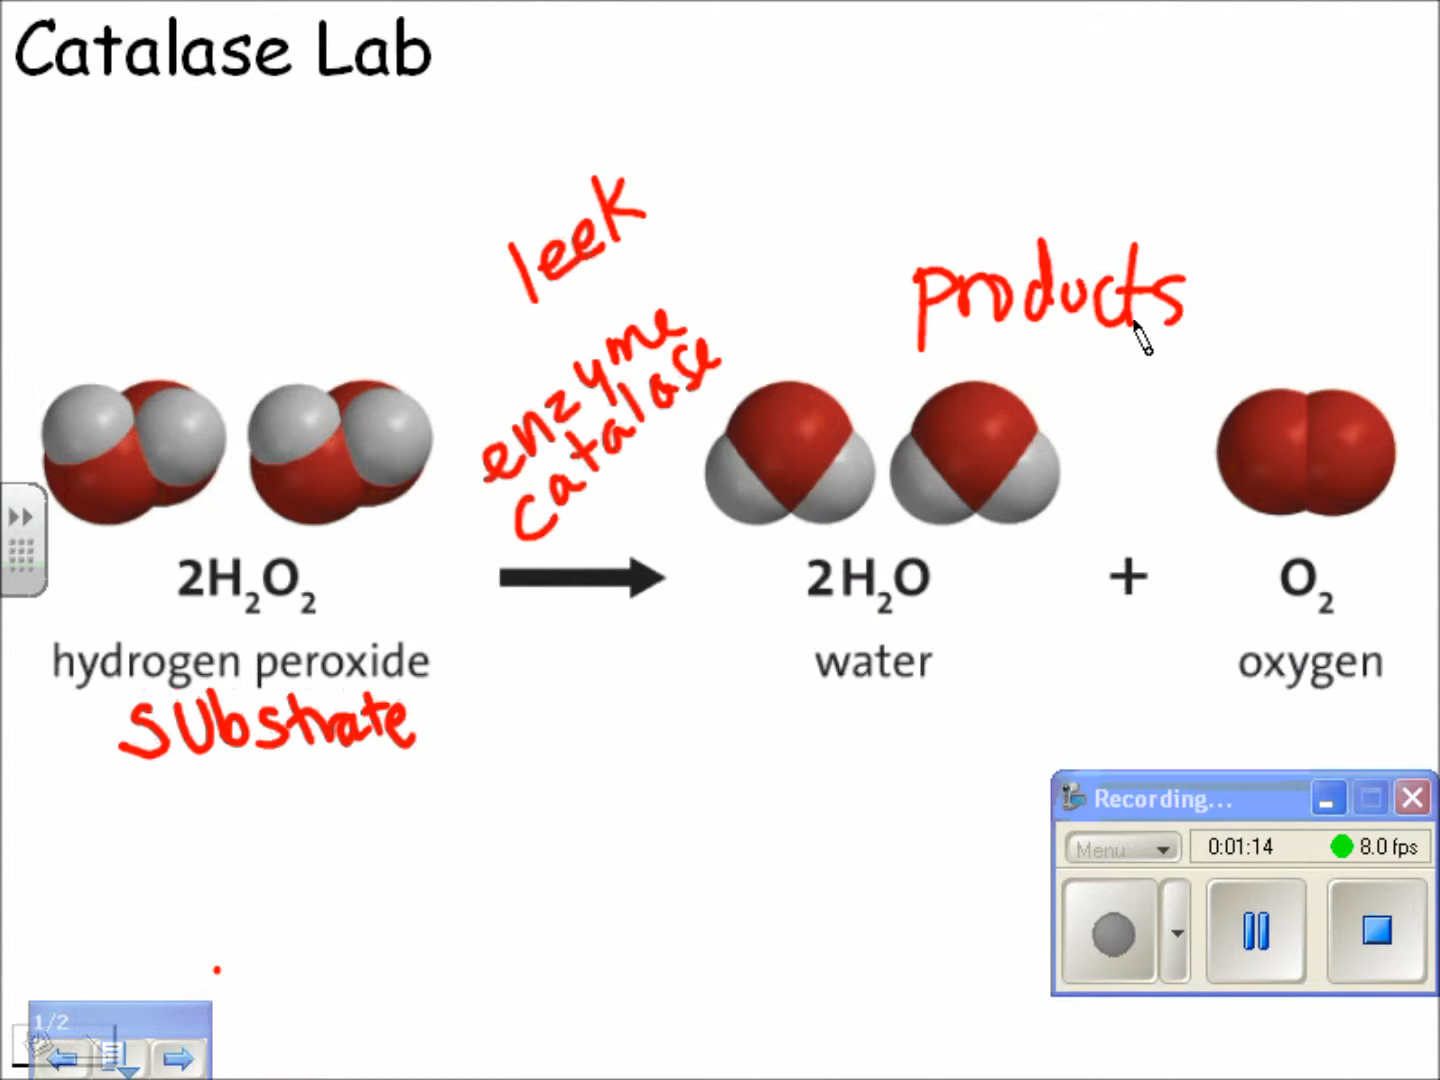 Catalase Lab
leek
enzyme
catalase
products
2H₂O₂
2H₂O
+
O₂
hydrogen peroxide
water
oxygen
substrate
Recording...
Menu
0:01:14
8.0 fps
1/2